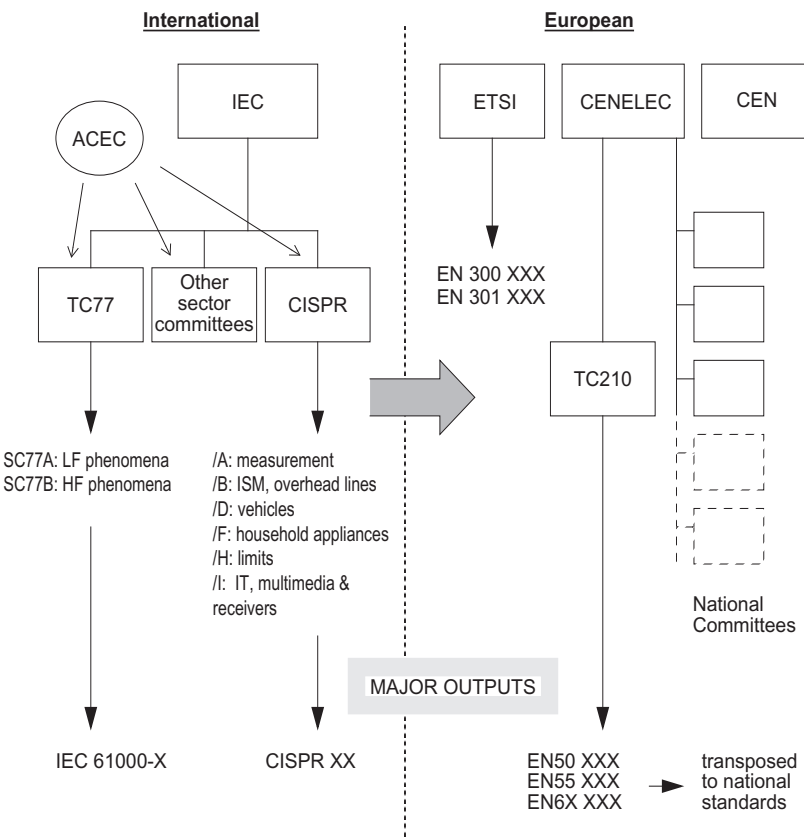 International
European
IEC
ETSI
CENELEC
CEN
ACEC
TC77
Other
sector
committees
CISPR
EN 300 XXX
EN 301 XXX
TC210
SC77A: LF phenomena
SC77B: HF phenomena
/A: measurement
/B: ISM, overhead lines
/D: vehicles
/F: household appliances
/H: limits
/I: IT, multimedia &
receivers
National
Committees
MAJOR OUTPUTS
IEC 61000-X
CISPR XX
EN50 XXX
EN55 XXX
EN6X XXX
transposed
to national
standards